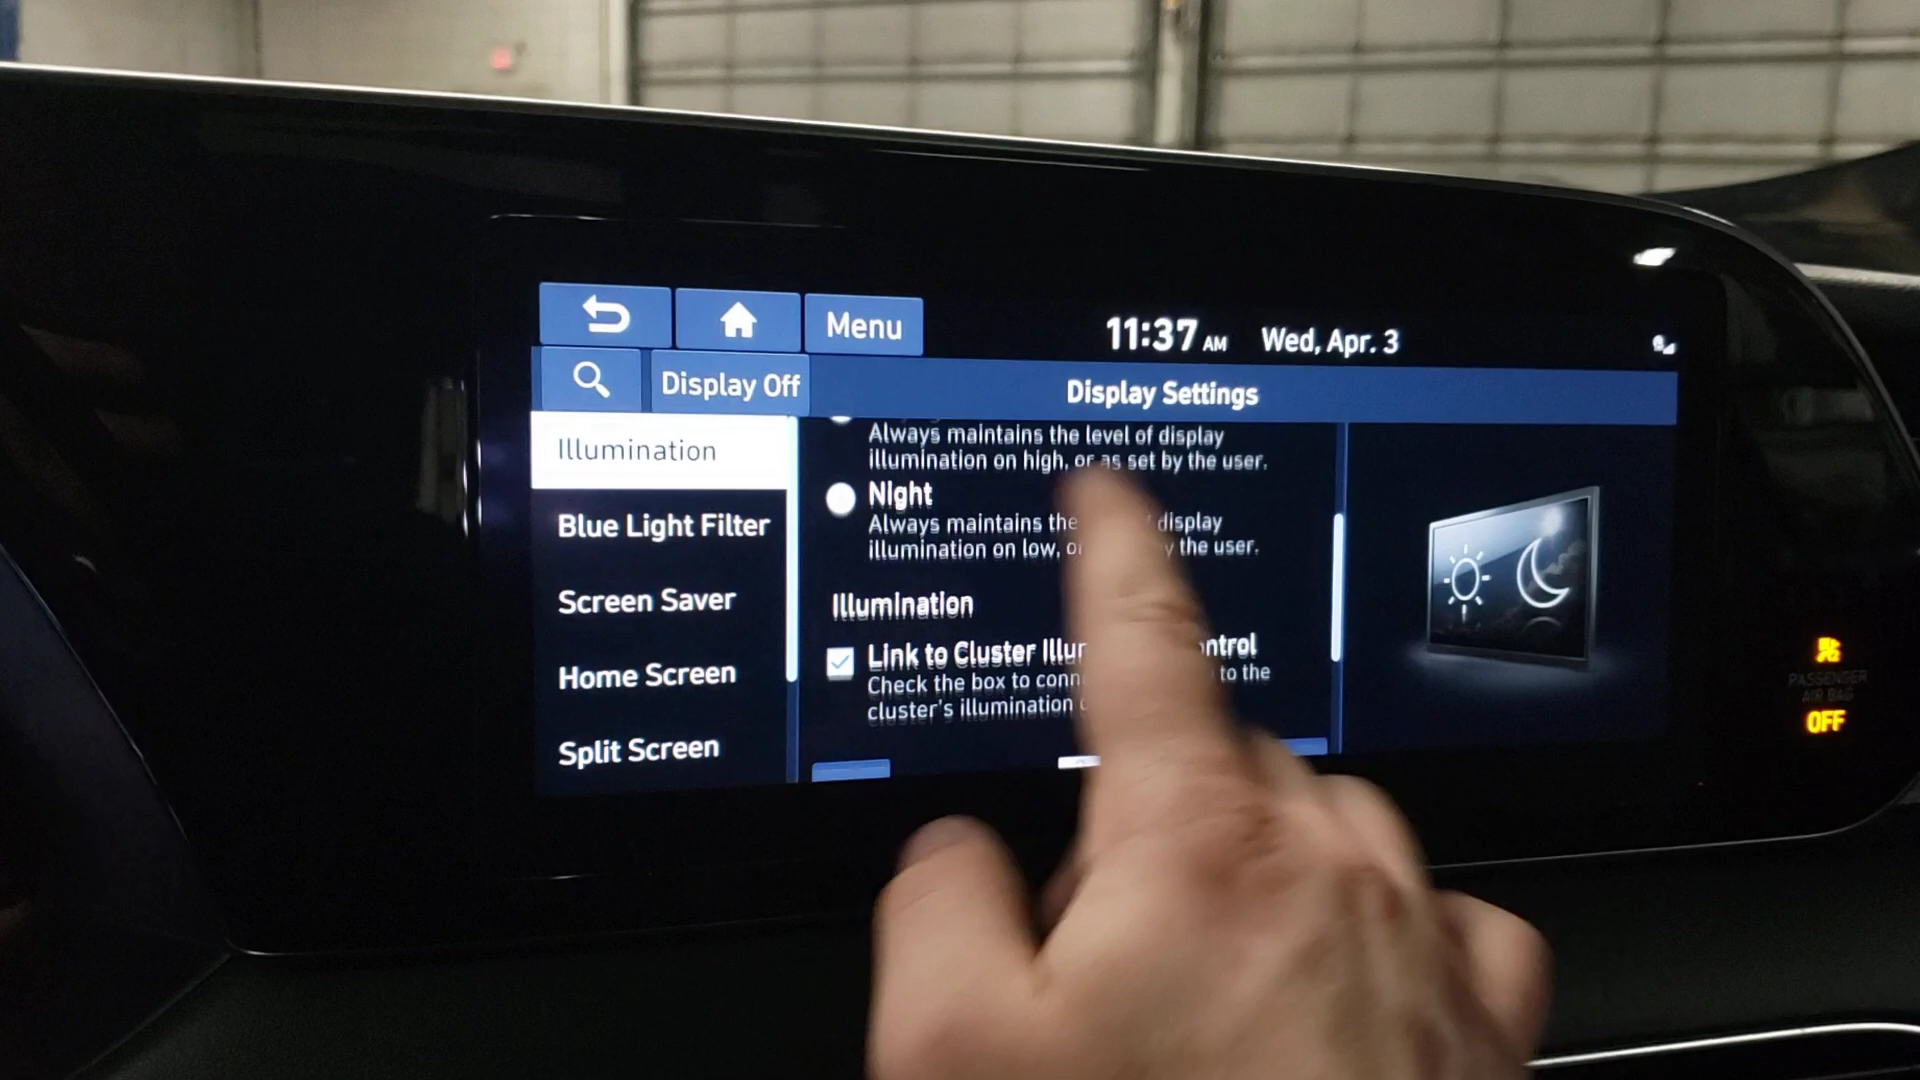 Menu
11:37 AM Wed, Apr. 3
Display Off
Display Settings
Illumination
Blue Light Filter
Screen Saver
Home Screen
Split Screen
Always maintains the level of display
illumination on high, or as set by the user.
Night
Always maintains the display
illumination on low, the user.
Illumination
Link to Cluster
Check the box to to the
cluster's illumination
PASSENGER
AIR BAG
OFF